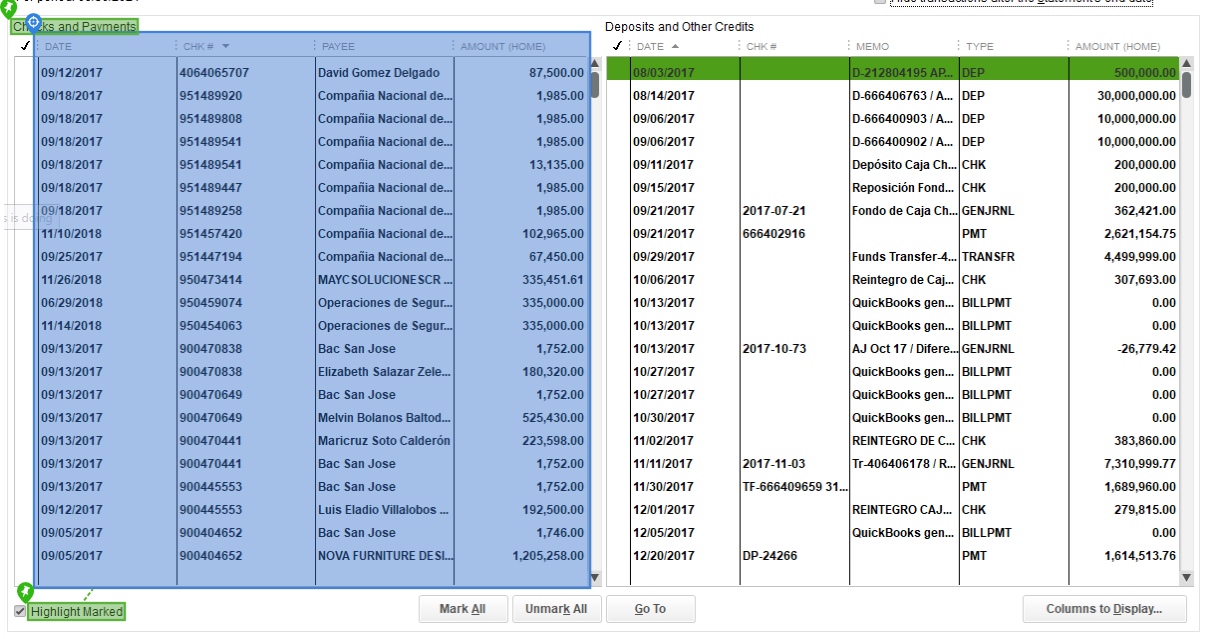 Hide transactions after the statement's end date
Checks and Payments
DATE CHK # PAYEE AMOUNT (HOME)
09/12/2017 4064065707 David Gomez Delgado 87,500.00
09/18/2017 951489920 Compañia Nacional de... 1,985.00
09/18/2017 951489808 Compañia Nacional de... 1,985.00
09/18/2017 951489541 Compañia Nacional de... 1,985.00
09/18/2017 951489541 Compañia Nacional de... 13,135.00
09/18/2017 951489447 Compañia Nacional de... 1,985.00
09/18/2017 951489258 Compañia Nacional de... 1,985.00
11/10/2018 951457420 Compañia Nacional de... 102,965.00
09/25/2017 951447194 Compañia Nacional de... 67,450.00
11/26/2018 950473414 MAYCSOLUCIONESCR ... 335,451.61
06/29/2018 950459074 Operaciones de Segur... 335,000.00
11/14/2018 950454063 Operaciones de Segur... 335,000.00
09/13/2017 900470838 Bac San Jose 1,752.00
09/13/2017 900470838 Elizabeth Salazar Zele... 180,320.00
09/13/2017 900470649 Bac San Jose 1,752.00
09/13/2017 900470649 Melvin Bolanos Baltod... 525,430.00
09/13/2017 900470441 Maricruz Soto Calderón 223,598.00
09/13/2017 900470441 Bac San Jose 1,752.00
09/13/2017 900445553 Bac San Jose 1,752.00
09/12/2017 900445553 Luis Eladio Villalobos ... 192,500.00
09/05/2017 900404652 Bac San Jose 1,746.00
09/05/2017 900404652 NOVA FURNITURE DESI... 1,205,258.00
s is doing
Deposits and Other Credits
DATE CHK # MEMO TYPE AMOUNT (HOME)
08/03/2017 D-212804195 AP... DEP 500,000.00
08/14/2017 D-666406763 / A... DEP 30,000,000.00
09/06/2017 D-666400903 / A... DEP 10,000,000.00
09/06/2017 D-666400902 / A... DEP 10,000,000.00
09/11/2017 Depósito Caja Ch... CHK 200,000.00
09/15/2017 Reposición Fond... CHK 200,000.00
09/21/2017 2017-07-21 Fondo de Caja Ch... GENJRNL 362,421.00
09/21/2017 666402916 PMT 2,621,154.75
09/29/2017 Funds Transfer-4... TRANSFR 4,499,999.00
10/06/2017 Reintegro de Caj... CHK 307,693.00
10/13/2017 QuickBooks gen... BILLPMT 0.00
10/13/2017 QuickBooks gen... BILLPMT 0.00
10/13/2017 2017-10-73 AJ Oct 17 / Difere... GENJRNL -26,779.42
10/27/2017 QuickBooks gen... BILLPMT 0.00
10/27/2017 QuickBooks gen... BILLPMT 0.00
10/30/2017 QuickBooks gen... BILLPMT 0.00
11/02/2017 REINTEGRO DE C... CHK 383,860.00
11/11/2017 2017-11-03 Tr-406406178 / R... GENJRNL 7,310,999.77
11/30/2017 TF-666409659 31... PMT 1,689,960.00
12/01/2017 REINTEGRO CAJ... CHK 279,815.00
12/05/2017 QuickBooks gen... BILLPMT 0.00
12/20/2017 DP-24266 PMT 1,614,513.76
Highlight Marked
Mark All
Unmark All
Go To
Columns to Display...